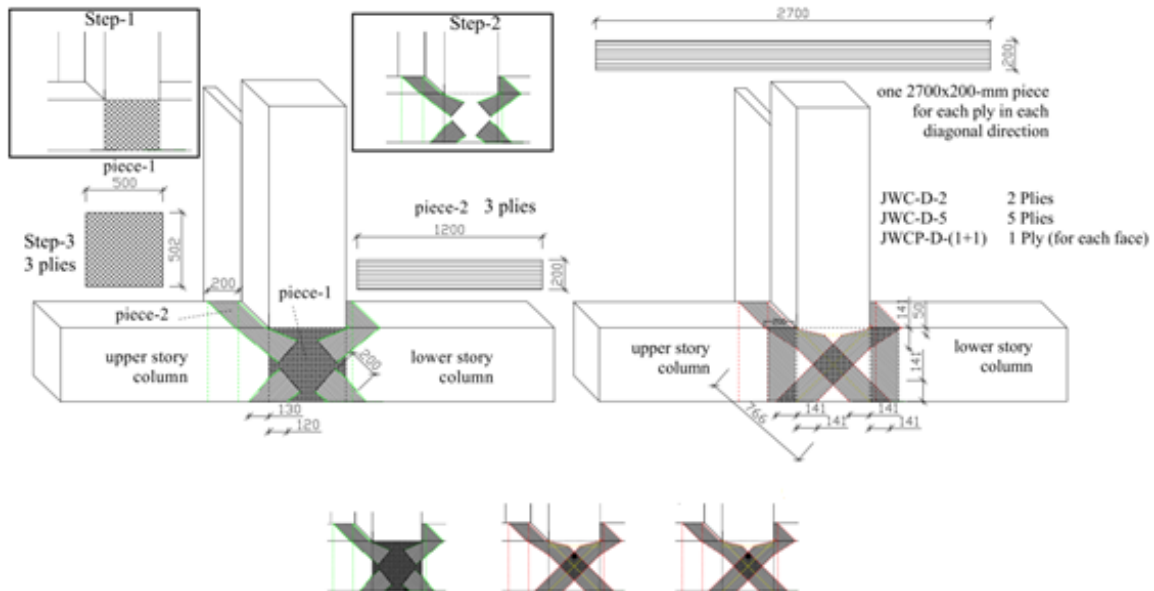 Step-1
piece-1
500
502
Step-3
3 plies
Step-2
piece-2 3 plies
1200
200
200
piece-1
piece-2
upper story
column
lower story
column
200
130
120
2700
200
one 2700x200-mm piece
for each ply in each
diagonal direction
JWC-D-2 2 Plies
JWC-D-5 5 Plies
JWCP-D-(1+1) 1 Ply (for each face)
upper story
column
lower story
column
200
141
50
141
766
141
141
141
141